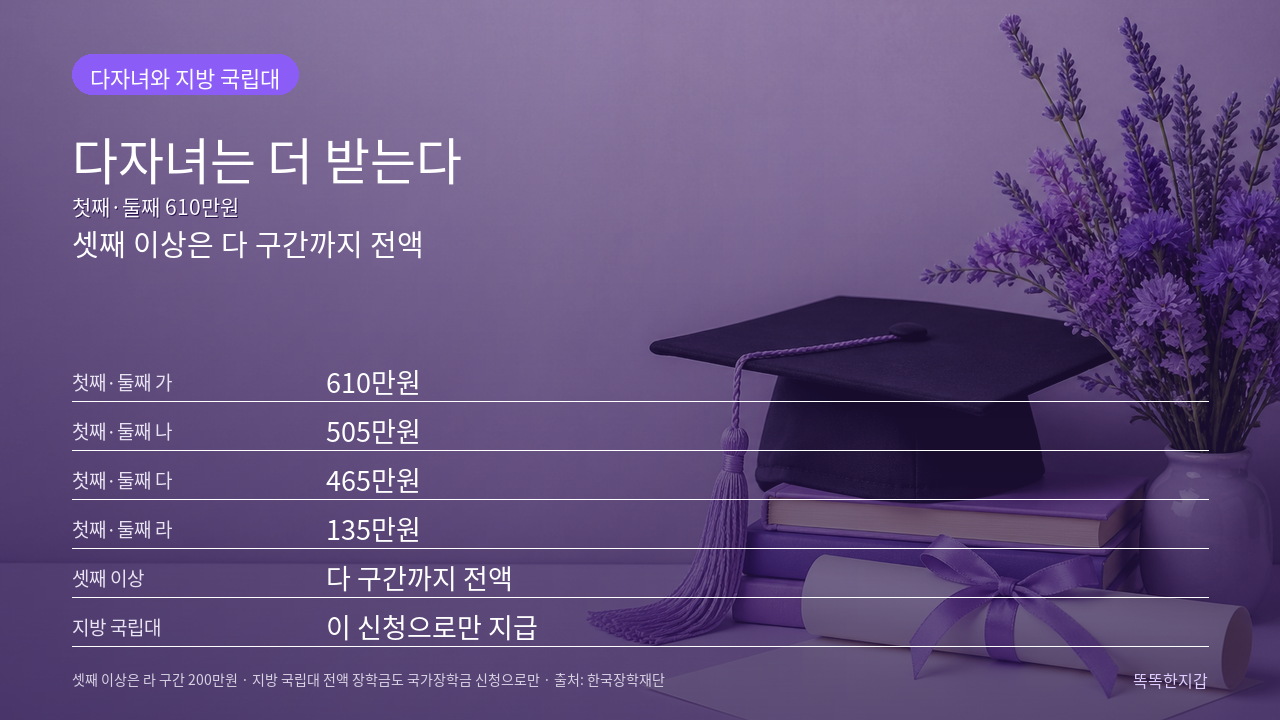 다자녀와 지방 국립대
다자녀는 더 받는다
첫째·둘째 610만원
셋째 이상은 다 구간까지 전액
첫째·둘째 가 610만원
첫째·둘째 나 505만원
첫째·둘째 다 465만원
첫째·둘째 라 135만원
셋째 이상 다 구간까지 전액
지방 국립대 이 신청으로만 지급
셋째 이상은 라 구간 200만원 · 지방 국립대 전액 장학금도 국가장학금 신청으로만 · 출처: 한국장학재단
똑똑한지갑